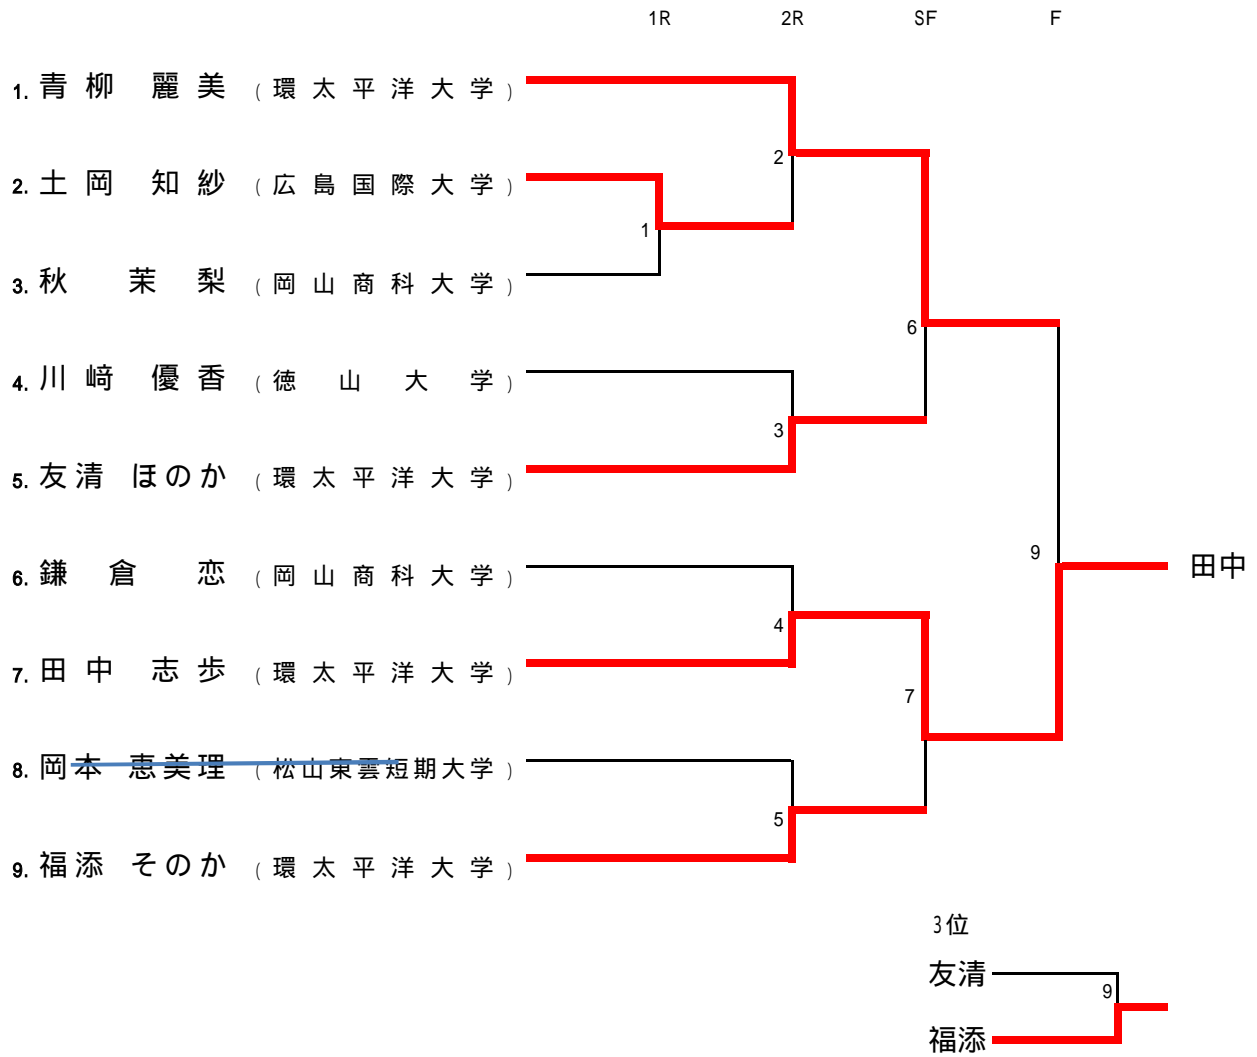 1R 2R SF F
1. 青柳 麗美 (環太平洋大学)
2
2. 土岡 知紗 (広島国際大学)
1
3. 秋 茉梨 (岡山商科大学)
6
4. 川﨑 優香 (徳山大学)
3
5. 友清 ほのか (環太平洋大学)
9
田中
6. 鎌倉 恋 (岡山商科大学)
4
7. 田中 志歩 (環太平洋大学)
7
8. 岡本 恵美理 (松山東雲短期大学)
5
9. 福添 そのか (環太平洋大学)
3位
友清
9
福添